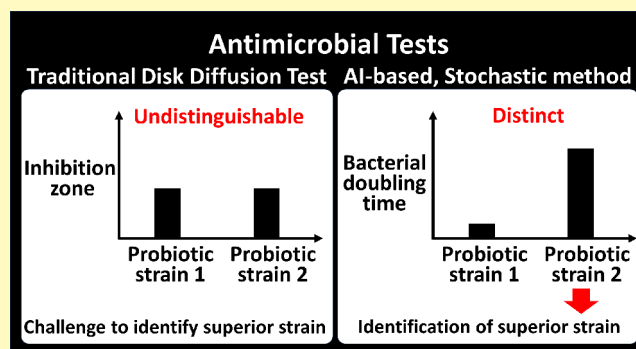 Antimicrobial Tests
Traditional Disk Diffusion Test
Undistinguishable
Inhibition
zone
Probiotic
strain 1
Probiotic
strain 2
Challenge to identify superior strain
AI-based, Stochastic method
Distinct
Bacterial
doubling
time
Probiotic
strain 1
Probiotic
strain 2
Identification of superior strain